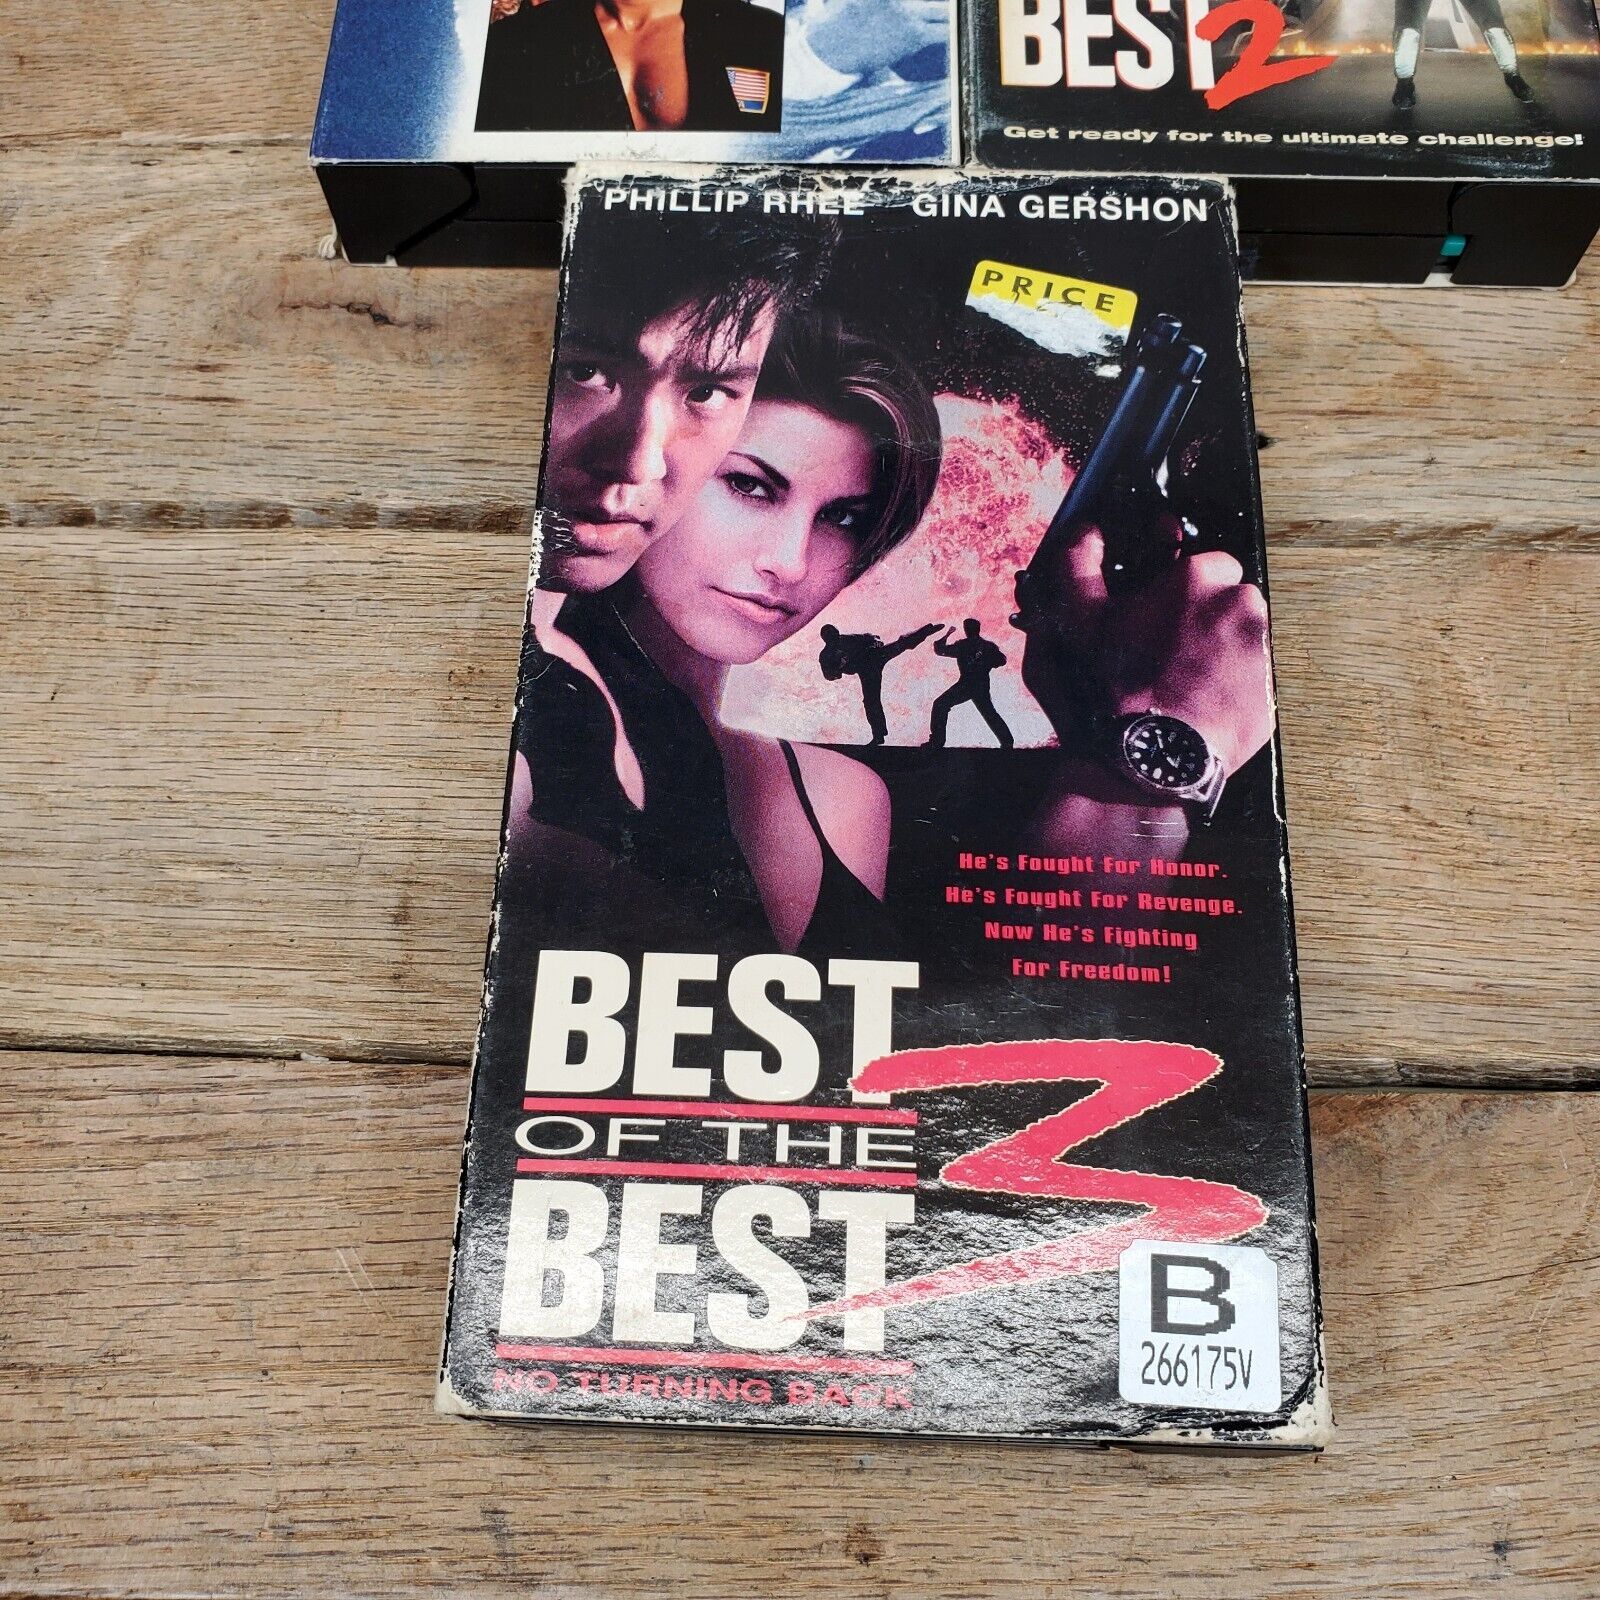 BEST 2
Get ready for the ultimate challenge!
PHILLIP RHEE GINA GERSHON
PRICE
He's Fought For Honor.
He's Fought For Revenge.
Now He's Fighting
For Freedom!
BEST
OF THE
BEST
3
NO TURNING BACK
B
266175V